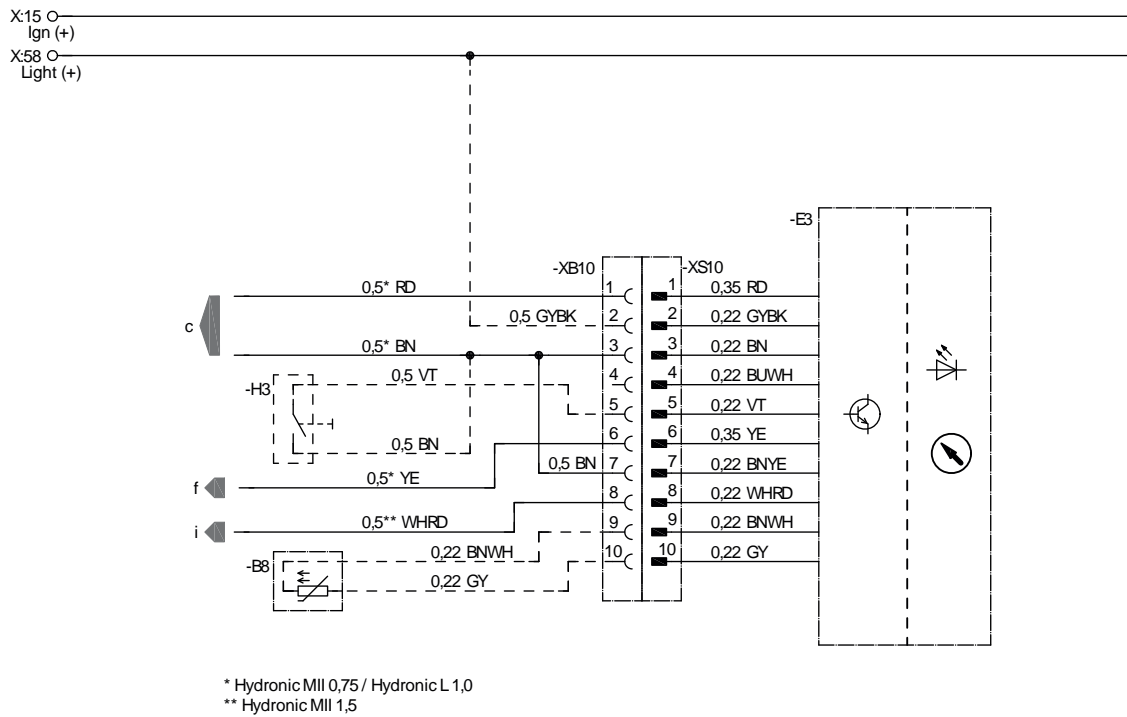 X:15
Ign (+)
X:58
Light (+)
-E3
-XB10
-XS10
0,5* RD
1
1
0,35 RD
0,5 GYBK
2
2
0,22 GYBK
c
0,5* BN
3
3
0,22 BN
-H3
0,5 VT
4
4
0,22 BUWH
5
5
0,22 VT
0,5 BN
6
6
0,35 YE
f
0,5* YE
0,5 BN
7
7
0,22 BNYE
8
8
0,22 WHRD
i
0,5** WHRD
9
9
0,22 BNWH
-B8
0,22 BNWH
10
10
0,22 GY
0,22 GY
* Hydronic MII 0,75 / Hydronic L 1,0
** Hydronic MII 1,5